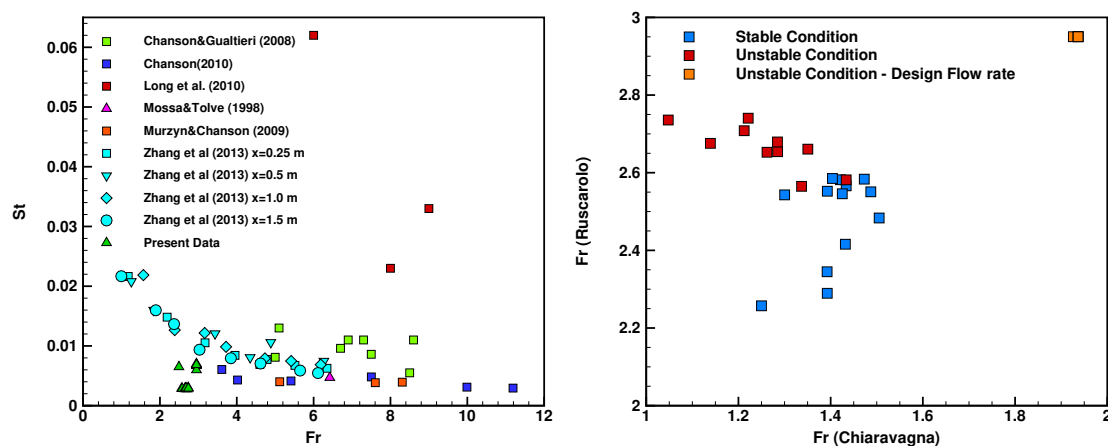 0.06
0.05
0.04
0.03
0.02
0.01
0
St
Chanson&Gualtieri (2008)
Chanson(2010)
Long et al. (2010)
Mossa&Tolve (1998)
Murzyn&Chanson (2009)
Zhang et al (2013) x=0.25 m
Zhang et al (2013) x=0.5 m
Zhang et al (2013) x=1.0 m
Zhang et al (2013) x=1.5 m
Present Data
0 2 4 6 8 10 12
Fr
3
2.8
2.6
2.4
2.2
2
Fr (Ruscarolo)
Stable Condition
Unstable Condition
Unstable Condition - Design Flow rate
1 1.2 1.4 1.6 1.8 2
Fr (Chiaravagna)